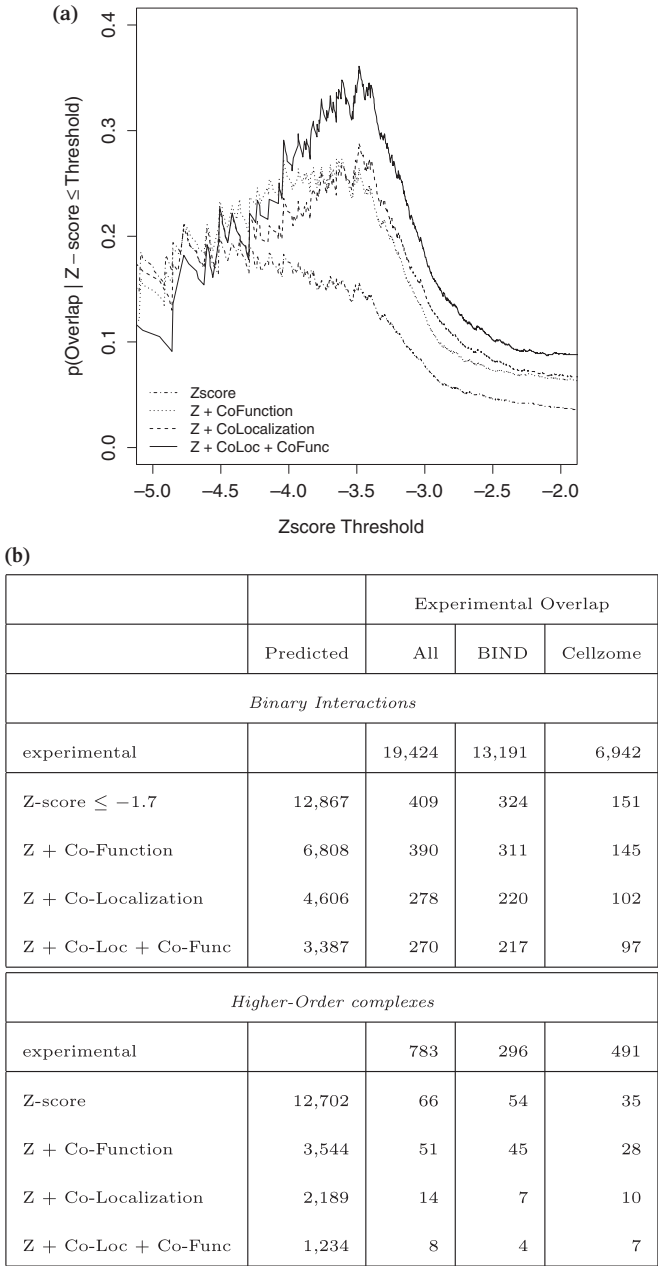 (a)
p(Overlap | Z − score ≤ Threshold)
0.4
0.3
0.2
0.1
0.0
Zscore
Z + CoFunction
Z + CoLocalization
Z + CoLoc + CoFunc
−5.0 −4.5 −4.0 −3.5 −3.0 −2.5 −2.0
Zscore Threshold
(b)
Experimental Overlap
Predicted All BIND Cellzome
Binary Interactions
experimental 19,424 13,191 6,942
Z-score ≤ −1.7 12,867 409 324 151
Z + Co-Function 6,808 390 311 145
Z + Co-Localization 4,606 278 220 102
Z + Co-Loc + Co-Func 3,387 270 217 97
Higher-Order complexes
experimental 783 296 491
Z-score 12,702 66 54 35
Z + Co-Function 3,544 51 45 28
Z + Co-Localization 2,189 14 7 10
Z + Co-Loc + Co-Func 1,234 8 4 7